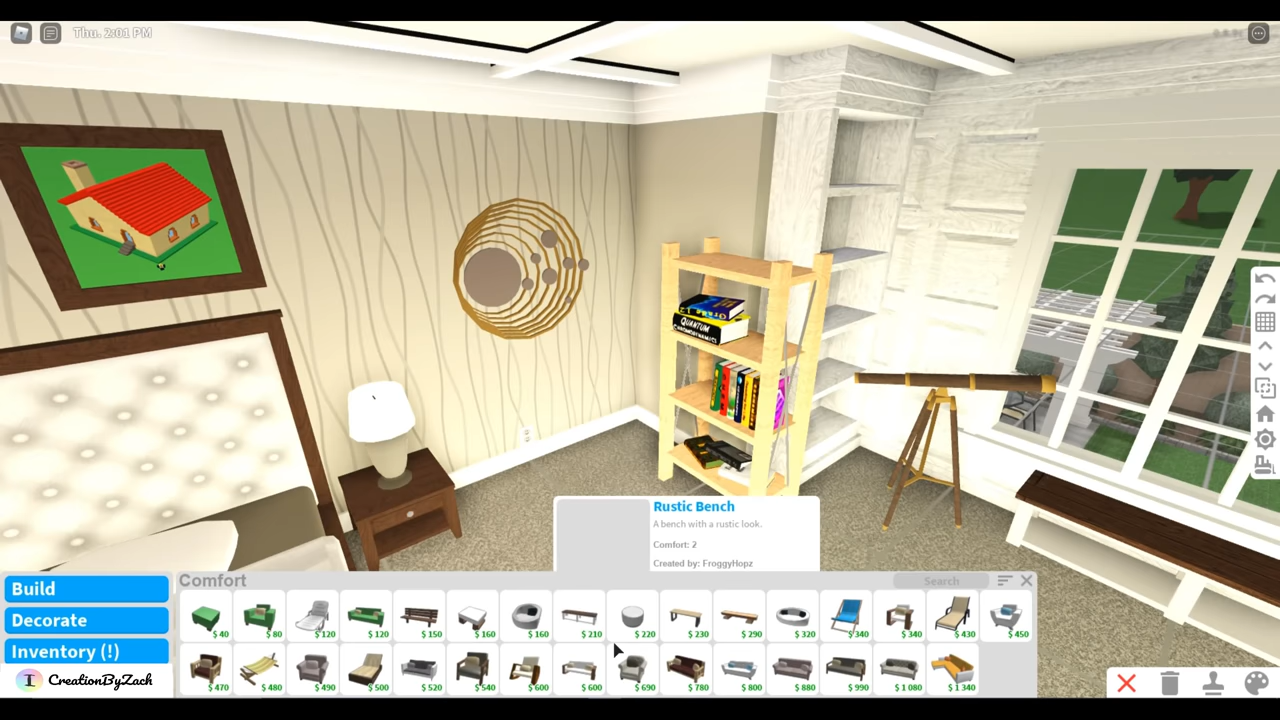 Thu. 2:01 PM
QUANTUM
CHROMODYNAMICS
Rustic Bench
A bench with a rustic look.
Comfort: 2
Created by: FroggyHopz
Build
Decorate
Inventory (!)
CreationByZach
Comfort
Search
$ 40
$ 80
$ 120
$ 120
$ 150
$ 160
$ 160
$ 210
$ 220
$ 230
$ 290
$ 320
$ 340
$ 340
$ 430
$ 450
$ 470
$ 480
$ 490
$ 500
$ 520
$ 540
$ 600
$ 600
$ 690
$ 780
$ 800
$ 880
$ 990
$ 1 080
$ 1 340